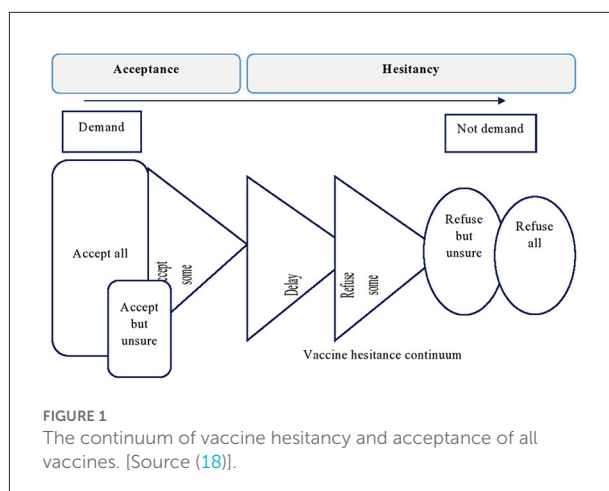 Acceptance
Hesitancy
Demand
Not demand
Accept all
Accept
but
unsure
ccept
some
Delay
Refuse
some
Refuse
but
unsure
Refuse
all
Vaccine hesitance continuum
FIGURE 1
The continuum of vaccine hesitancy and acceptance of all
vaccines. [Source (18)].